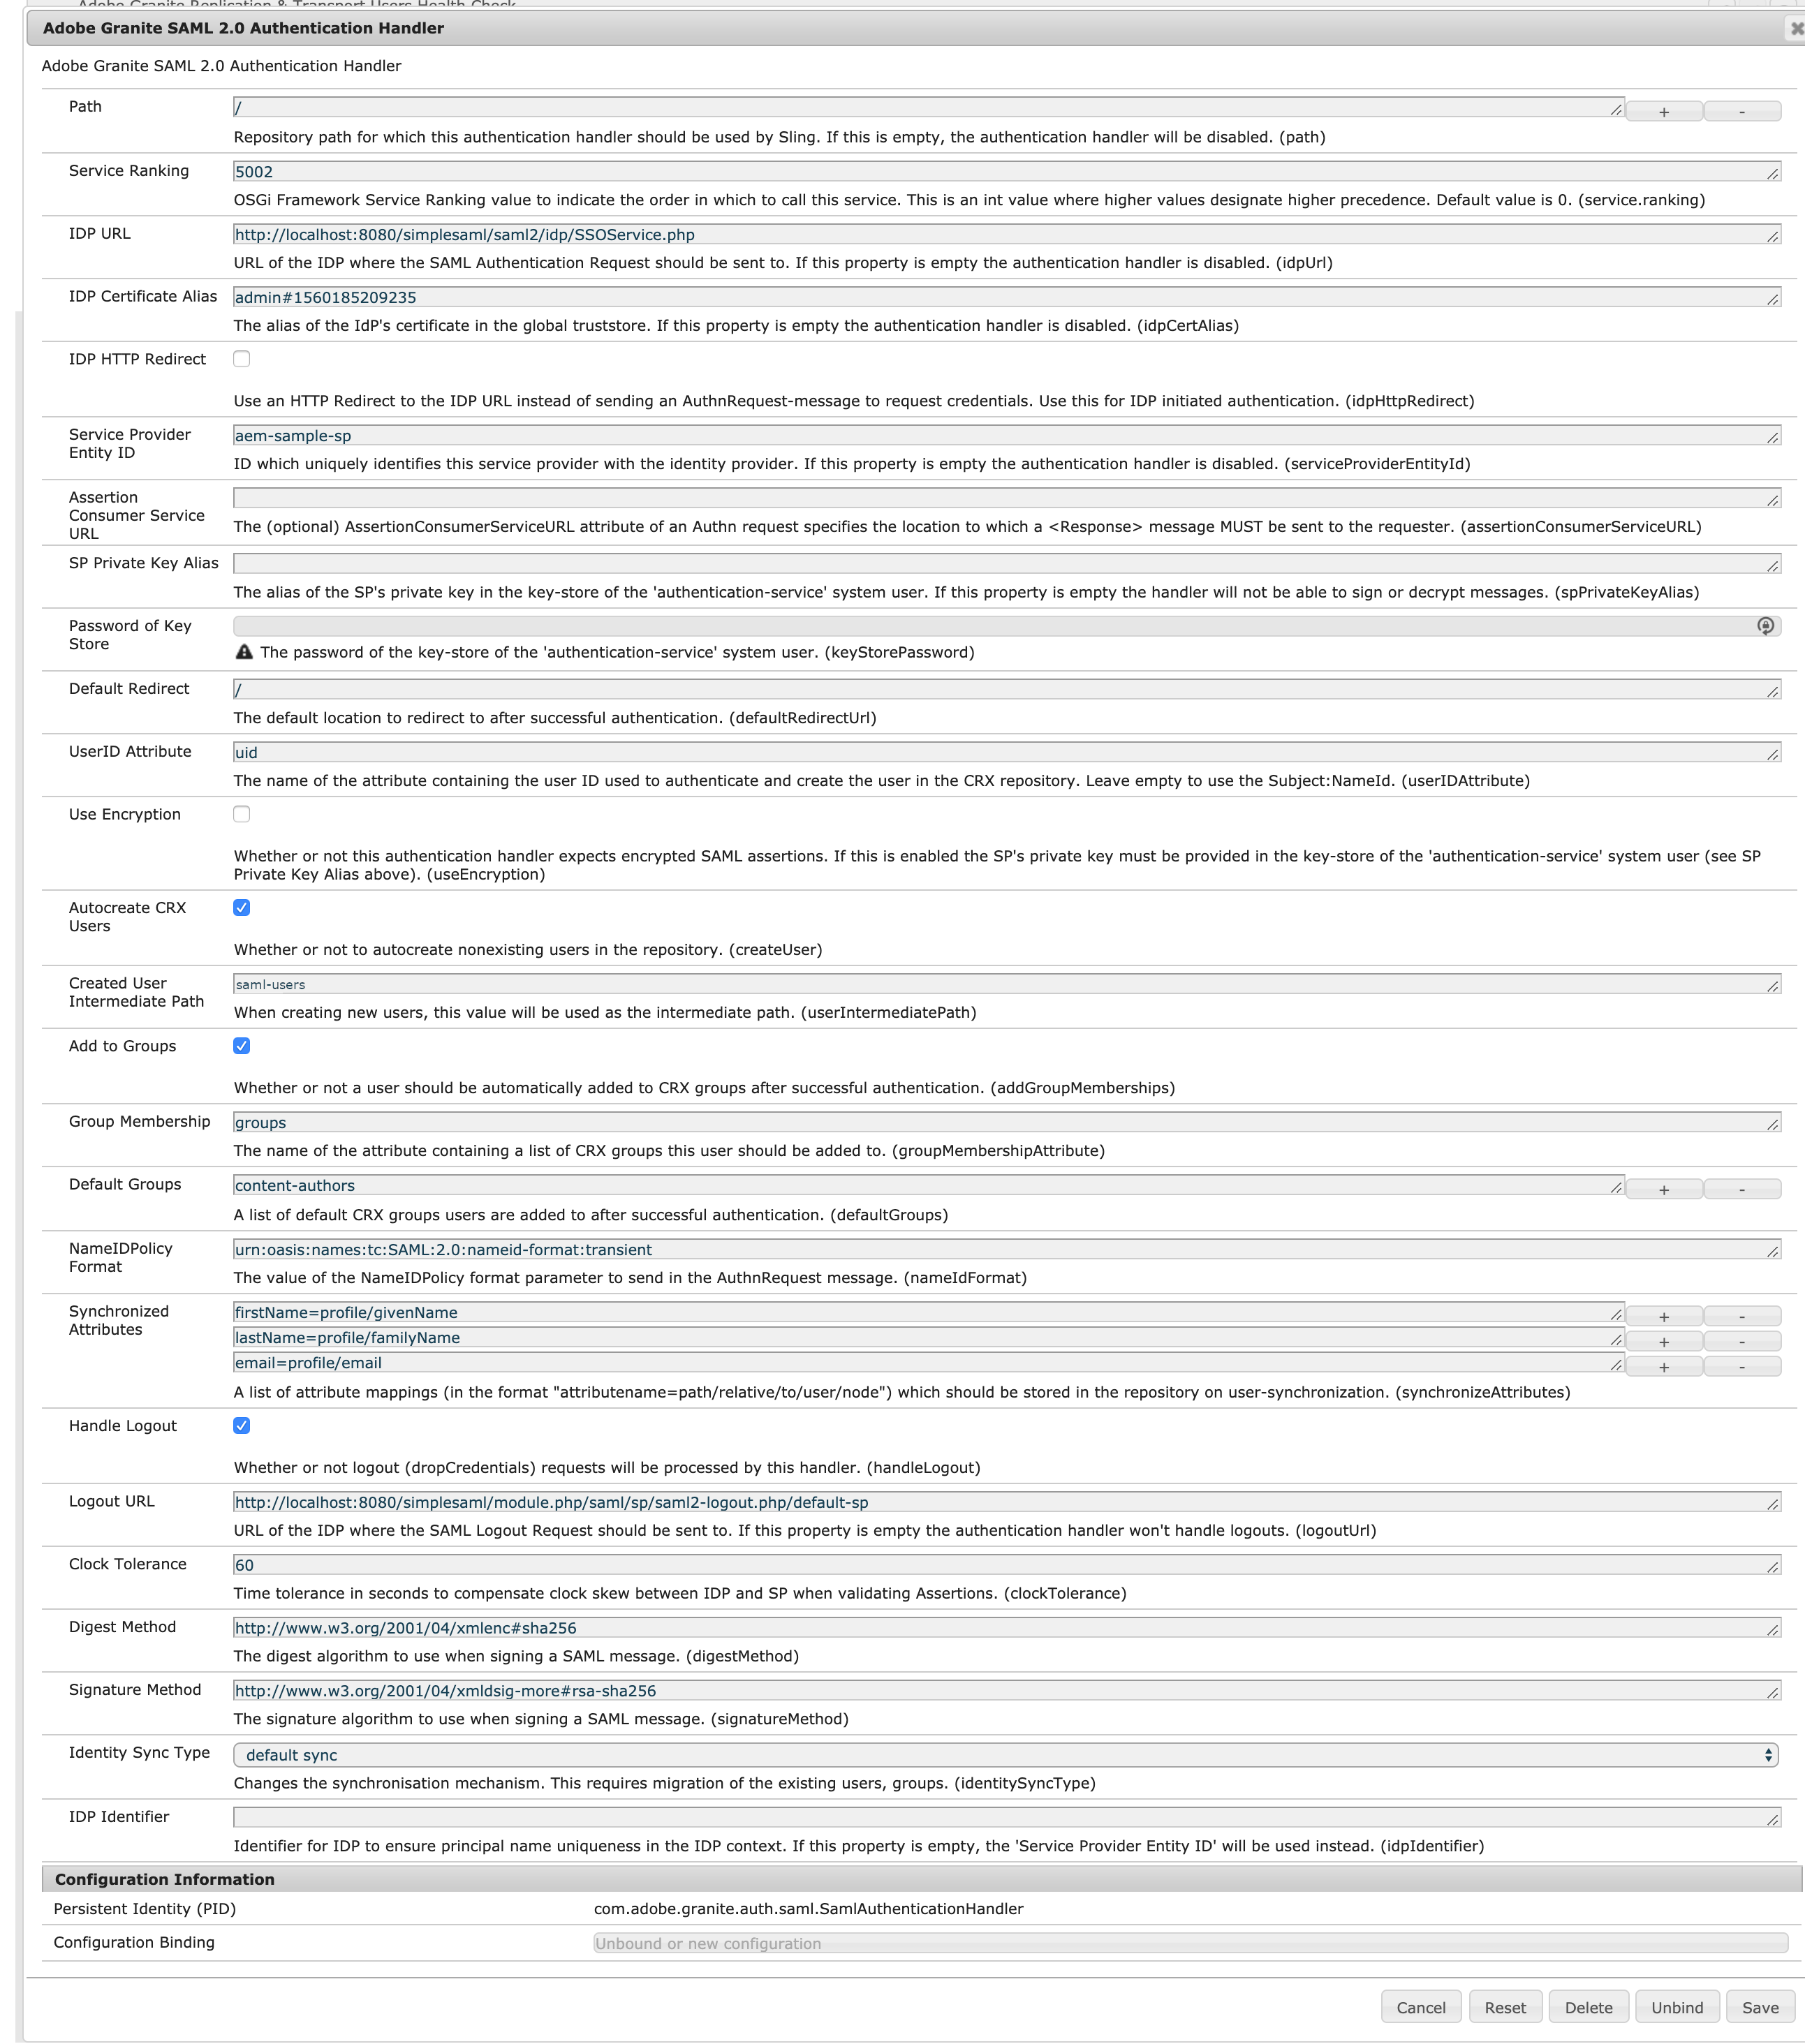 Adobe Granite Replication & Transport Users Health Check
Adobe Granite SAML 2.0 Authentication Handler
Adobe Granite SAML 2.0 Authentication Handler
Path
/
+
-
Repository path for which this authentication handler should be used by Sling. If this is empty, the authentication handler will be disabled. (path)
Service Ranking
5002
OSGi Framework Service Ranking value to indicate the order in which to call this service. This is an int value where higher values designate higher precedence. Default value is 0. (service.ranking)
IDP URL
http://localhost:8080/simplesaml/saml2/idp/SSOService.php
URL of the IDP where the SAML Authentication Request should be sent to. If this property is empty the authentication handler is disabled. (idpUrl)
IDP Certificate Alias
admin#1560185209235
The alias of the IdP's certificate in the global truststore. If this property is empty the authentication handler is disabled. (idpCertAlias)
IDP HTTP Redirect
Use an HTTP Redirect to the IDP URL instead of sending an AuthnRequest-message to request credentials. Use this for IDP initiated authentication. (idpHttpRedirect)
Service Provider
Entity ID
aem-sample-sp
ID which uniquely identifies this service provider with the identity provider. If this property is empty the authentication handler is disabled. (serviceProviderEntityId)
Assertion
Consumer Service
URL
The (optional) AssertionConsumerServiceURL attribute of an Authn request specifies the location to which a <Response> message MUST be sent to the requester. (assertionConsumerServiceURL)
SP Private Key Alias
The alias of the SP's private key in the key-store of the 'authentication-service' system user. If this property is empty the handler will not be able to sign or decrypt messages. (spPrivateKeyAlias)
Password of Key
Store
The password of the key-store of the 'authentication-service' system user. (keyStorePassword)
Default Redirect
/
The default location to redirect to after successful authentication. (defaultRedirectUrl)
UserID Attribute
uid
The name of the attribute containing the user ID used to authenticate and create the user in the CRX repository. Leave empty to use the Subject:NameId. (userIDAttribute)
Use Encryption
Whether or not this authentication handler expects encrypted SAML assertions. If this is enabled the SP's private key must be provided in the key-store of the 'authentication-service' system user (see SP
Private Key Alias above). (useEncryption)
Autocreate CRX
Users
Whether or not to autocreate nonexisting users in the repository. (createUser)
Created User
Intermediate Path
saml-users
When creating new users, this value will be used as the intermediate path. (userIntermediatePath)
Add to Groups
Whether or not a user should be automatically added to CRX groups after successful authentication. (addGroupMemberships)
Group Membership
groups
The name of the attribute containing a list of CRX groups this user should be added to. (groupMembershipAttribute)
Default Groups
content-authors
+
-
A list of default CRX groups users are added to after successful authentication. (defaultGroups)
NameIDPolicy
Format
urn:oasis:names:tc:SAML:2.0:nameid-format:transient
The value of the NameIDPolicy format parameter to send in the AuthnRequest message. (nameIdFormat)
Synchronized
Attributes
firstName=profile/givenName
+
-
lastName=profile/familyName
+
-
email=profile/email
+
-
A list of attribute mappings (in the format "attributename=path/relative/to/user/node") which should be stored in the repository on user-synchronization. (synchronizeAttributes)
Handle Logout
Whether or not logout (dropCredentials) requests will be processed by this handler. (handleLogout)
Logout URL
http://localhost:8080/simplesaml/module.php/saml/sp/saml2-logout.php/default-sp
URL of the IDP where the SAML Logout Request should be sent to. If this property is empty the authentication handler won't handle logouts. (logoutUrl)
Clock Tolerance
60
Time tolerance in seconds to compensate clock skew between IDP and SP when validating Assertions. (clockTolerance)
Digest Method
http://www.w3.org/2001/04/xmlenc#sha256
The digest algorithm to use when signing a SAML message. (digestMethod)
Signature Method
http://www.w3.org/2001/04/xmldsig-more#rsa-sha256
The signature algorithm to use when signing a SAML message. (signatureMethod)
Identity Sync Type
default sync
Changes the synchronisation mechanism. This requires migration of the existing users, groups. (identitySyncType)
IDP Identifier
Identifier for IDP to ensure principal name uniqueness in the IDP context. If this property is empty, the 'Service Provider Entity ID' will be used instead. (idpIdentifier)
Configuration Information
Persistent Identity (PID)
com.adobe.granite.auth.saml.SamlAuthenticationHandler
Configuration Binding
Unbound or new configuration
Cancel
Reset
Delete
Unbind
Save